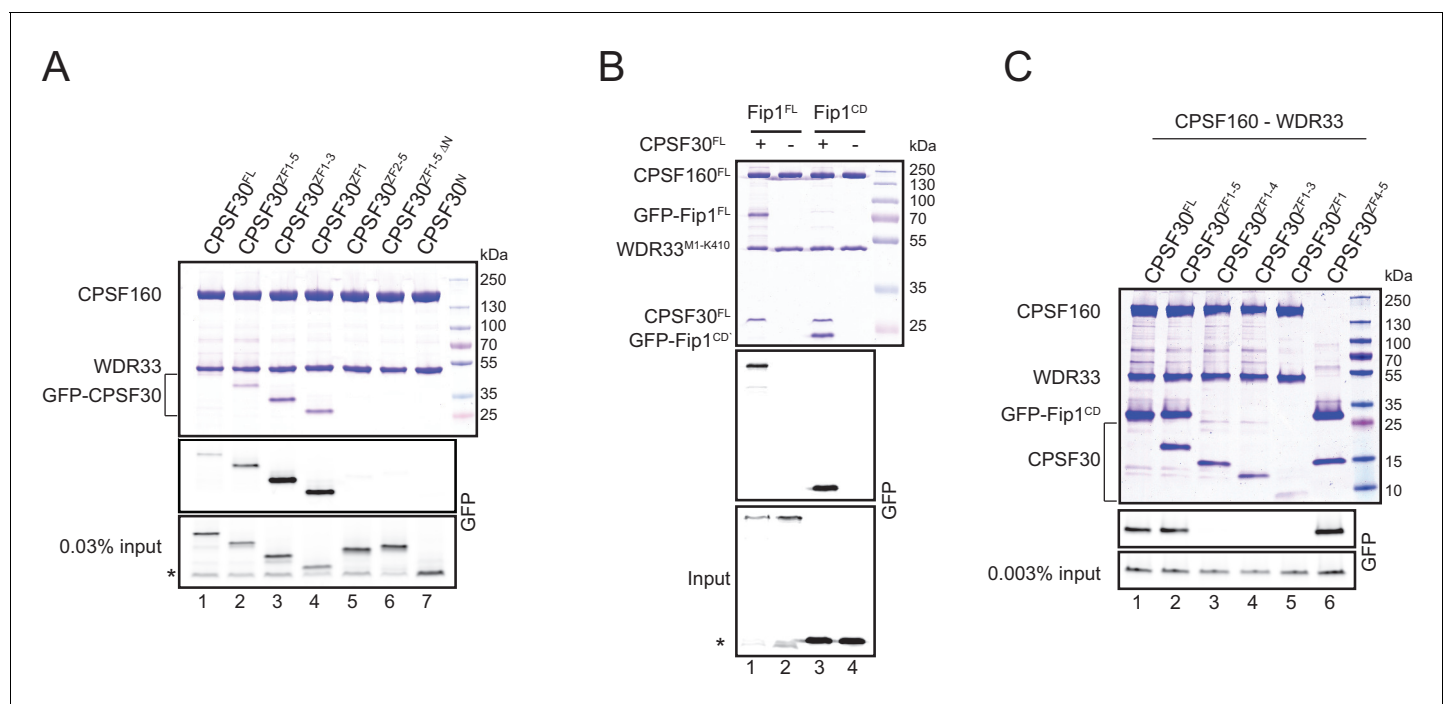 A
CPSF30FL
CPSF30ZF1-5
CPSF30ZF1-3
CPSF30ZF1
CPSF30ZF2-5
CPSF30ZF1-5 ΔN
CPSF30N
kDa
CPSF160
WDR33
GFP-CPSF30
250
130
100
70
55
35
25
GFP
0.03% input
*
1 2 3 4 5 6 7
B
Fip1FL Fip1CD
CPSF30FL + - + -
kDa
CPSF160FL
GFP-Fip1FL
WDR33M1-K410
CPSF30FL
GFP-Fip1CD*
250
130
100
70
55
35
25
GFP
Input
*
1 2 3 4
C
CPSF160 - WDR33
CPSF30FL
CPSF30ZF1-5
CPSF30ZF1-4
CPSF30ZF1-3
CPSF30ZF1
CPSF30ZF4-5
kDa
CPSF160
WDR33
GFP-Fip1CD
CPSF30
250
130
100
70
55
35
25
15
10
GFP
0.003% input
1 2 3 4 5 6